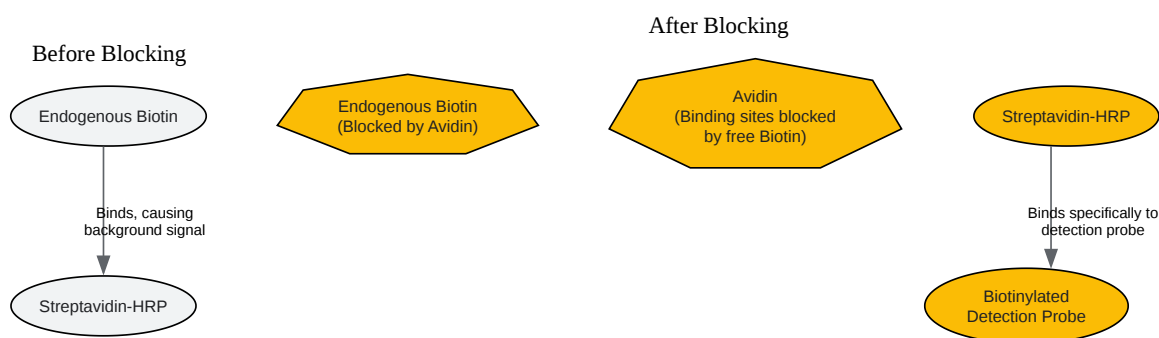 Before Blocking
Endogenous Biotin
Binds, causing
background signal
Streptavidin-HRP
After Blocking
Endogenous Biotin
(Blocked by Avidin)
Avidin
(Binding sites blocked
by free Biotin)
Streptavidin-HRP
Binds specifically to
detection probe
Biotinylated
Detection Probe